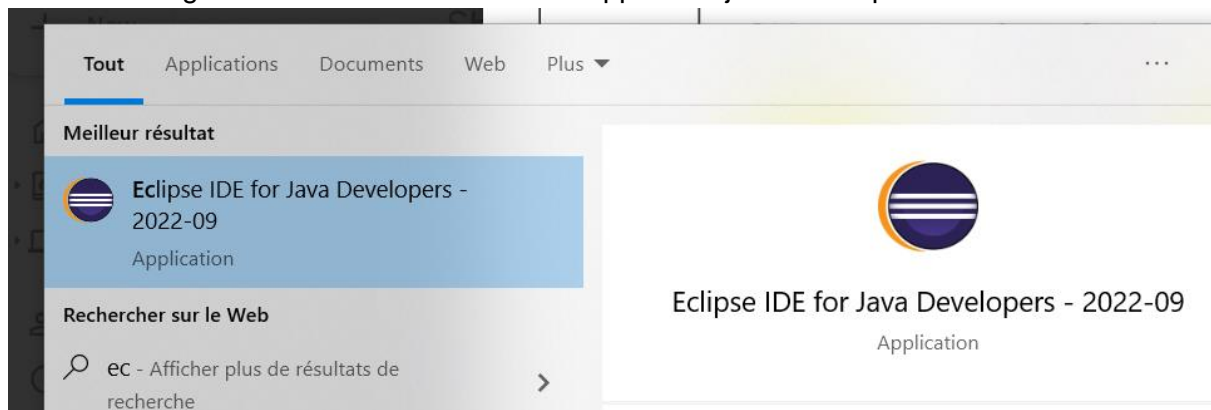 Tout Applications Documents Web Plus
Meilleur résultat
Eclipse IDE for Java Developers -
2022-09
Application
Rechercher sur le Web
ec - Afficher plus de résultats de
recherche
Eclipse IDE for Java Developers - 2022-09
Application